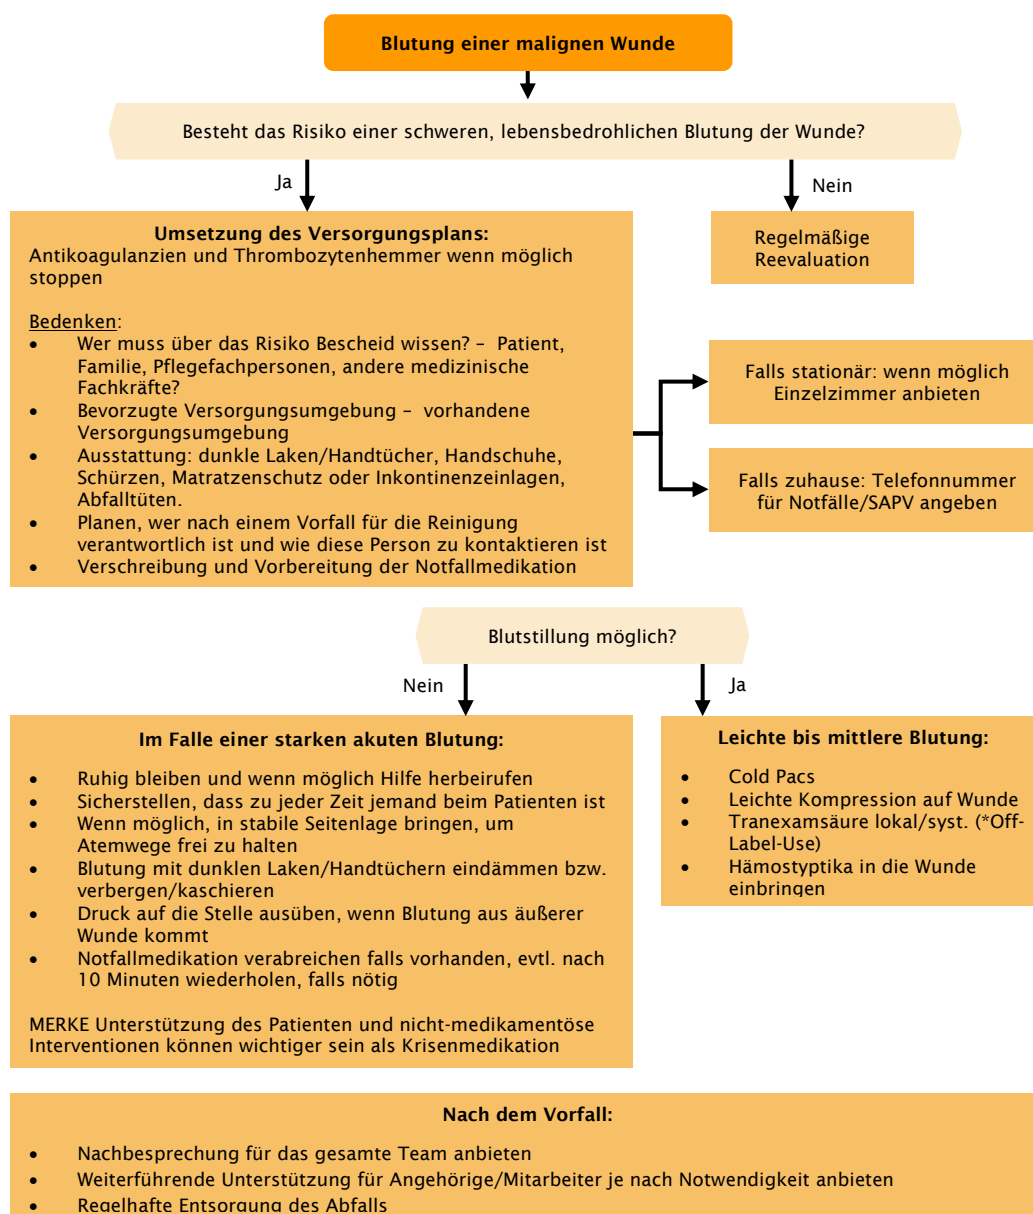 Blutung einer malignen Wunde
Besteht das Risiko einer schweren, lebensbedrohlichen Blutung der Wunde?
Ja
Nein
Umsetzung des Versorgungsplans:
Antikoagulanzien und Thrombozytenhemmer wenn möglich
stoppen
Bedenken:
• Wer muss über das Risiko Bescheid wissen? – Patient,
Familie, Pflegefachpersonen, andere medizinische
Fachkräfte?
• Bevorzugte Versorgungsumgebung – vorhandene
Versorgungsumgebung
• Ausstattung: dunkle Laken/Handtücher, Handschuhe,
Schürzen, Matratzenschutz oder Inkontinenzeinlagen,
Abfalltüten.
• Planen, wer nach einem Vorfall für die Reinigung
verantwortlich ist und wie diese Person zu kontaktieren ist
• Verschreibung und Vorbereitung der Notfallmedikation
Regelmäßige
Reevaluation
Falls stationär: wenn möglich
Einzelzimmer anbieten
Falls zuhause: Telefonnummer
für Notfälle/SAPV angeben
Blutstillung möglich?
Nein
Ja
Im Falle einer starken akuten Blutung:
• Ruhig bleiben und wenn möglich Hilfe herbeirufen
• Sicherstellen, dass zu jeder Zeit jemand beim Patienten ist
• Wenn möglich, in stabile Seitenlage bringen, um
Atemwege frei zu halten
• Blutung mit dunklen Laken/Handtüchern eindämmen bzw.
verbergen/kaschieren
• Druck auf die Stelle ausüben, wenn Blutung aus äußerer
Wunde kommt
• Notfallmedikation verabreichen falls vorhanden, evtl. nach
10 Minuten wiederholen, falls nötig
MERKE Unterstützung des Patienten und nicht-medikamentöse
Interventionen können wichtiger sein als Krisenmedikation
Leichte bis mittlere Blutung:
• Cold Pacs
• Leichte Kompression auf Wunde
• Tranexamsäure lokal/syst. (*Off-
Label-Use)
• Hämostyptika in die Wunde
einbringen
Nach dem Vorfall:
• Nachbesprechung für das gesamte Team anbieten
• Weiterführende Unterstützung für Angehörige/Mitarbeiter je nach Notwendigkeit anbieten
• Regelhafte Entsorgung des Abfalls